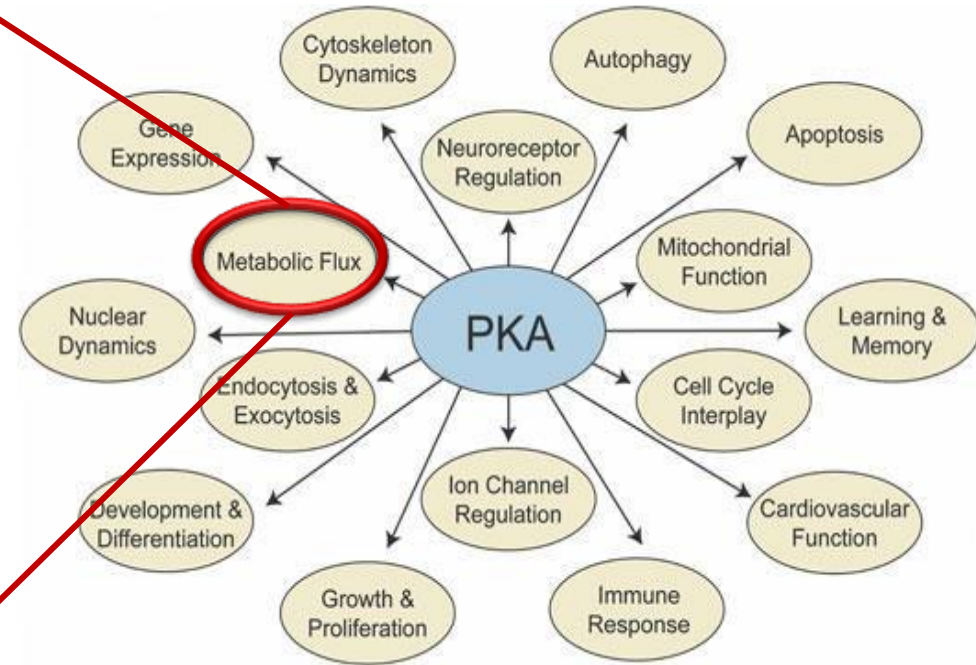 Cytoskeleton
Dynamics
Autophagy
Gene
Expression
Neuroreceptor
Regulation
Apoptosis
Metabolic Flux
Mitochondrial
Function
Nuclear
Dynamics
PKA
Learning &
Memory
Endocytosis &
Exocytosis
Cell Cycle
Interplay
Development &
Differentiation
Ion Channel
Regulation
Cardiovascular
Function
Growth &
Proliferation
Immune
Response